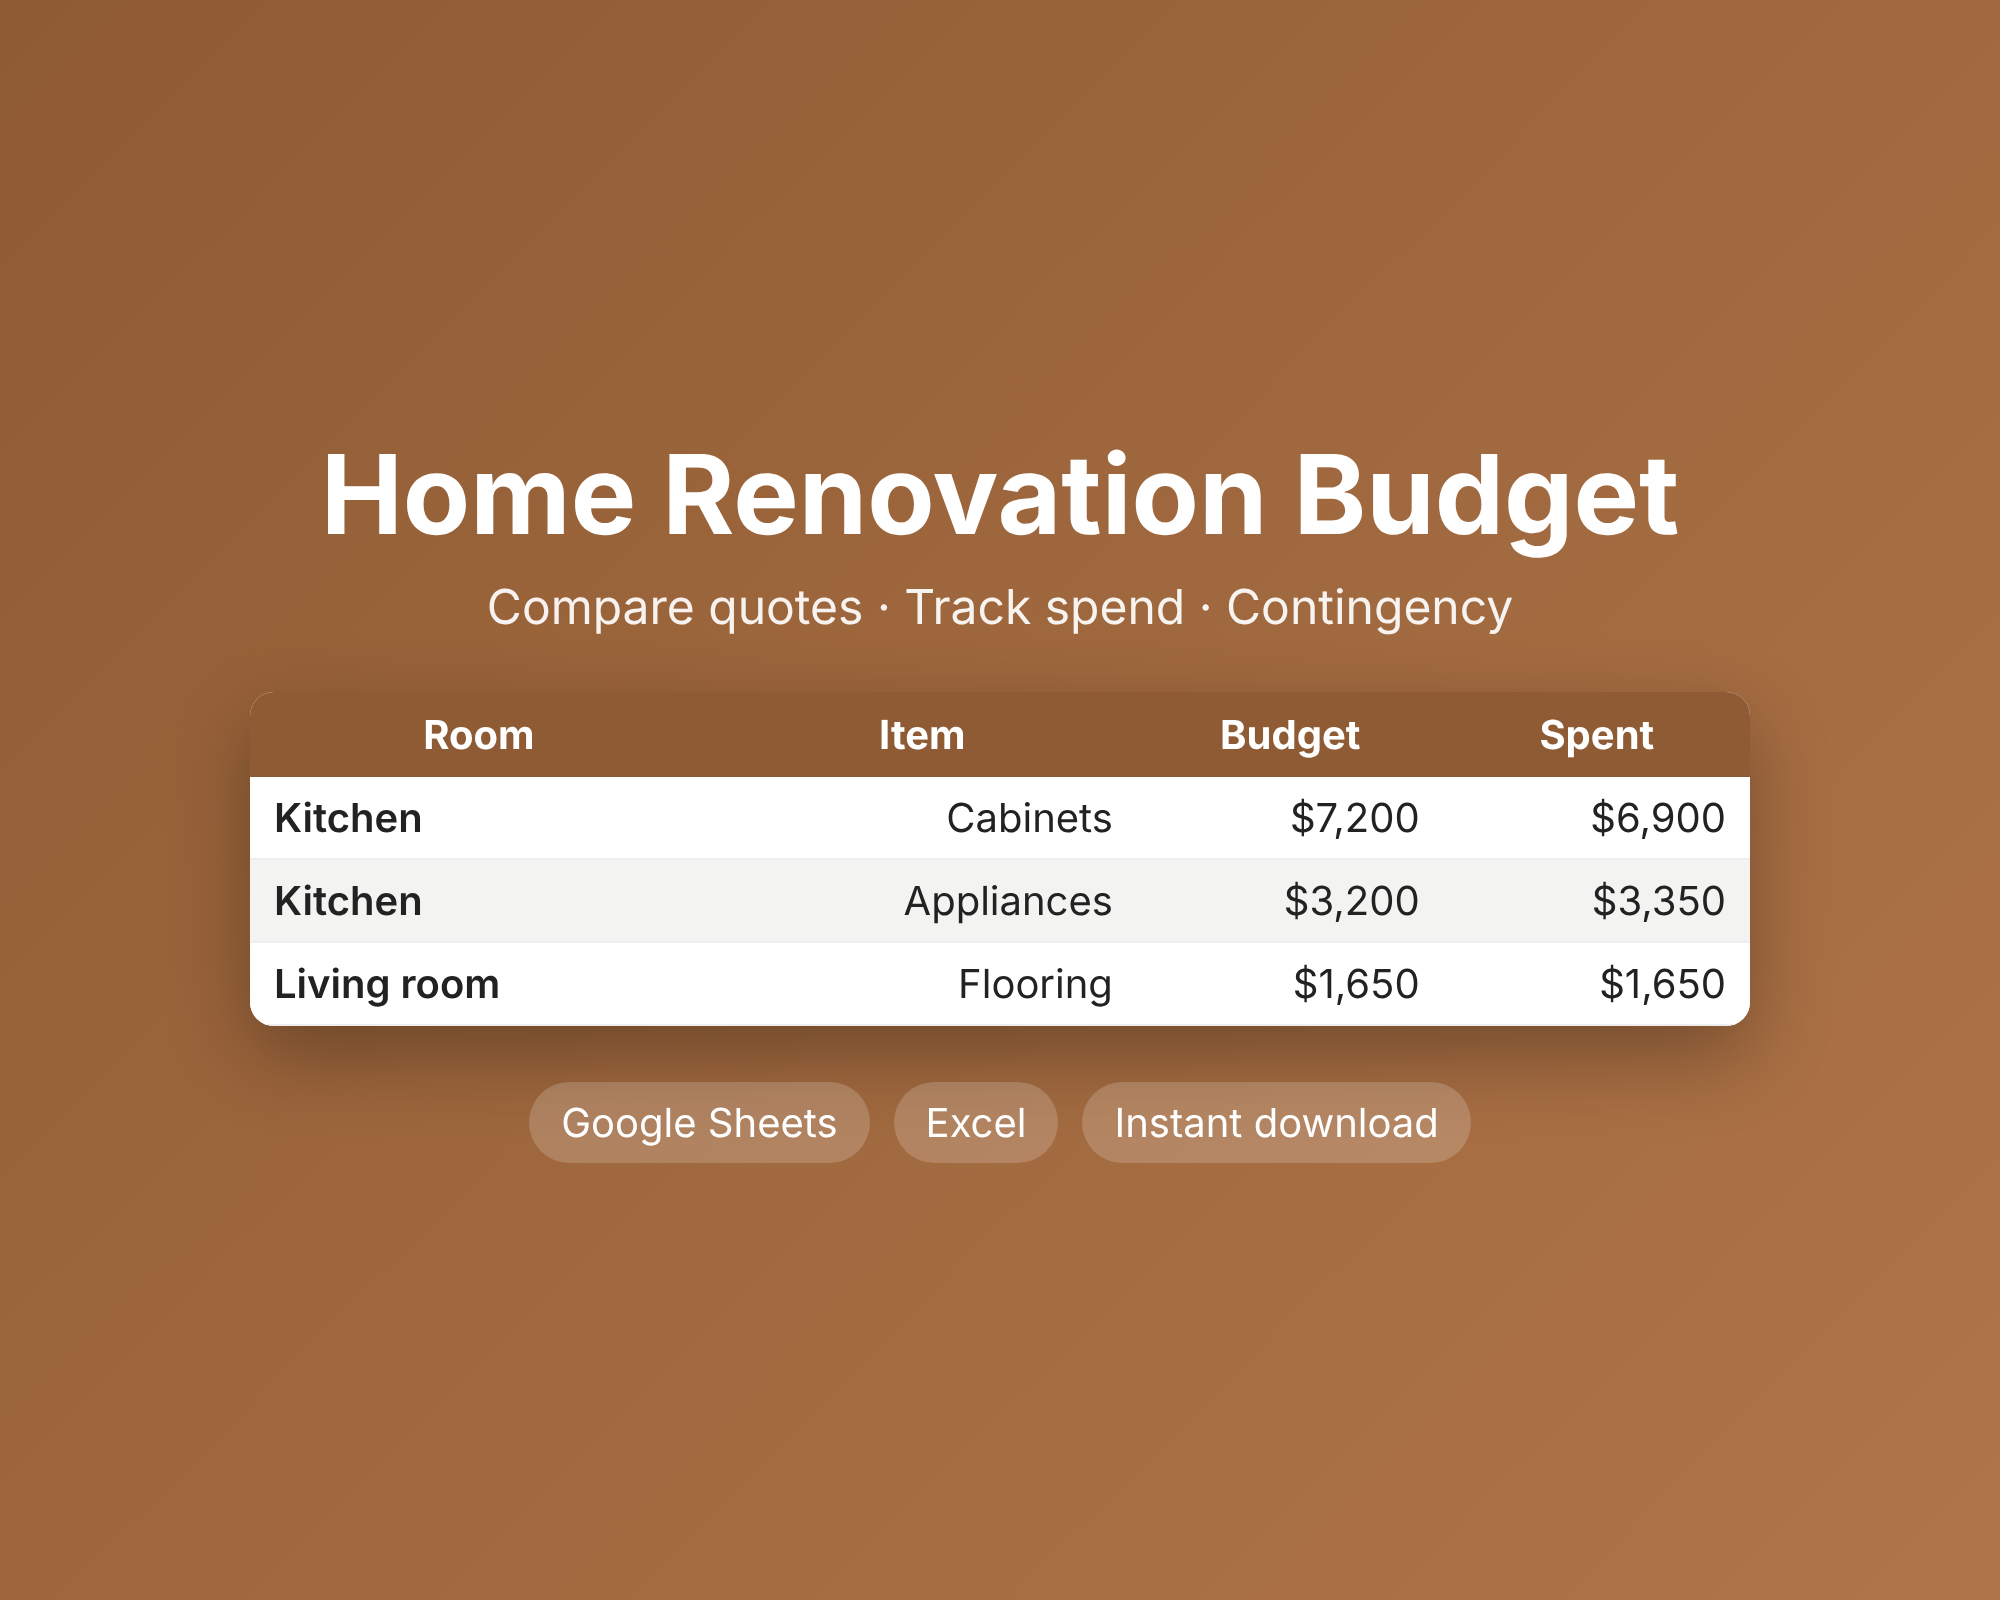 Home Renovation Budget
Compare quotes · Track spend · Contingency
Room Item Budget Spent
Kitchen Cabinets $7,200 $6,900
Kitchen Appliances $3,200 $3,350
Living room Flooring $1,650 $1,650
Google Sheets Excel Instant download